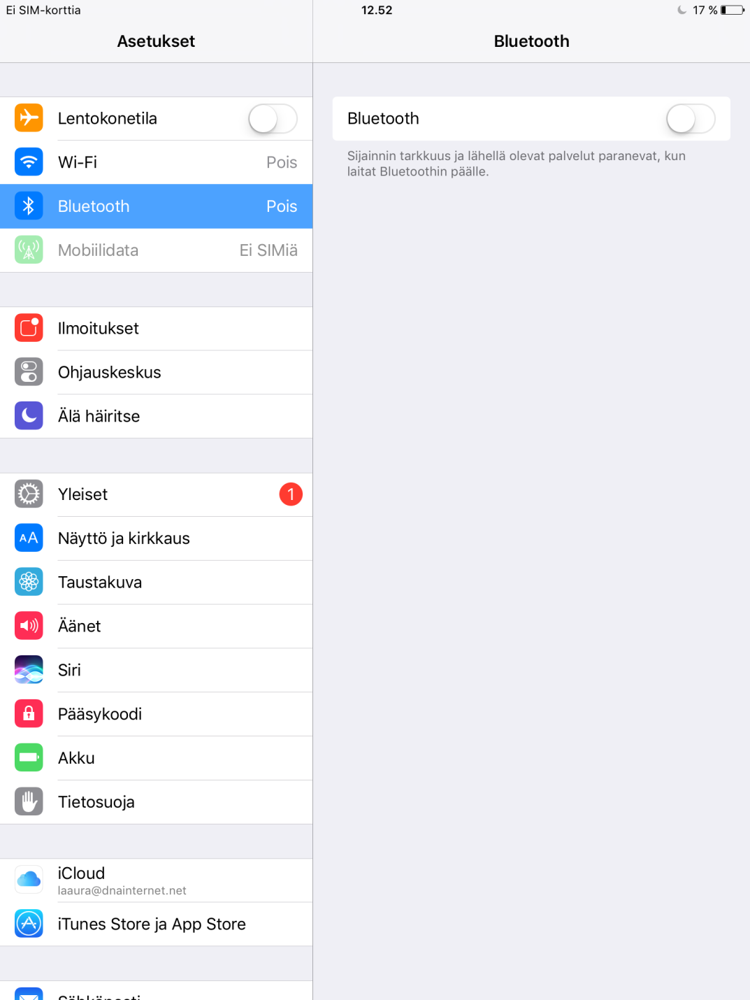 Ei SIM-korttia
12.52
17 %
Asetukset
Bluetooth
Lentokonetila
Wi-Fi Pois
Bluetooth Pois
Mobiilidata Ei SIMiä
Ilmoitukset
Ohjauskeskus
Älä häiritse
Yleiset 1
AA Näyttö ja kirkkaus
Taustakuva
Äänet
Siri
Pääsykoodi
Akku
Tietosuoja
iCloud
laaura@dnainternet.net
iTunes Store ja App Store
Bluetooth
Sijainnin tarkkuus ja lähellä olevat palvelut paranevat, kun
laitat Bluetoothin päälle.